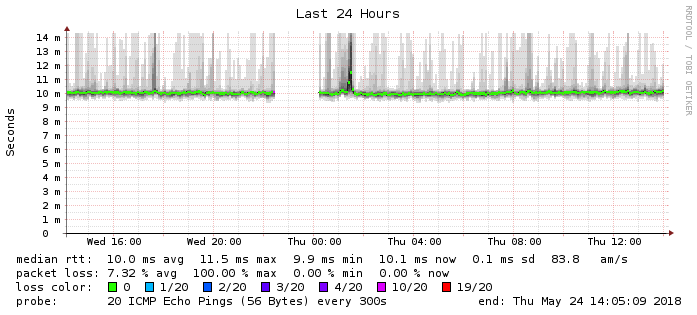 Last 24 Hours
RRDTOOL / TOBI OETIKER
Seconds
14 m
13 m
12 m
11 m
10 m
9 m
8 m
7 m
6 m
5 m
4 m
3 m
2 m
1 m
0 m
Wed 16:00 Wed 20:00 Thu 00:00 Thu 04:00 Thu 08:00 Thu 12:00
median rtt: 10.0 ms avg 11.5 ms max 9.9 ms min 10.1 ms now 0.1 ms sd 83.8 am/s
packet loss: 7.32 % avg 100.00 % max 0.00 % min 0.00 % now
loss color: 0 1/20 2/20 3/20 4/20 10/20 19/20
probe: 20 ICMP Echo Pings (56 Bytes) every 300s end: Thu May 24 14:05:09 2018